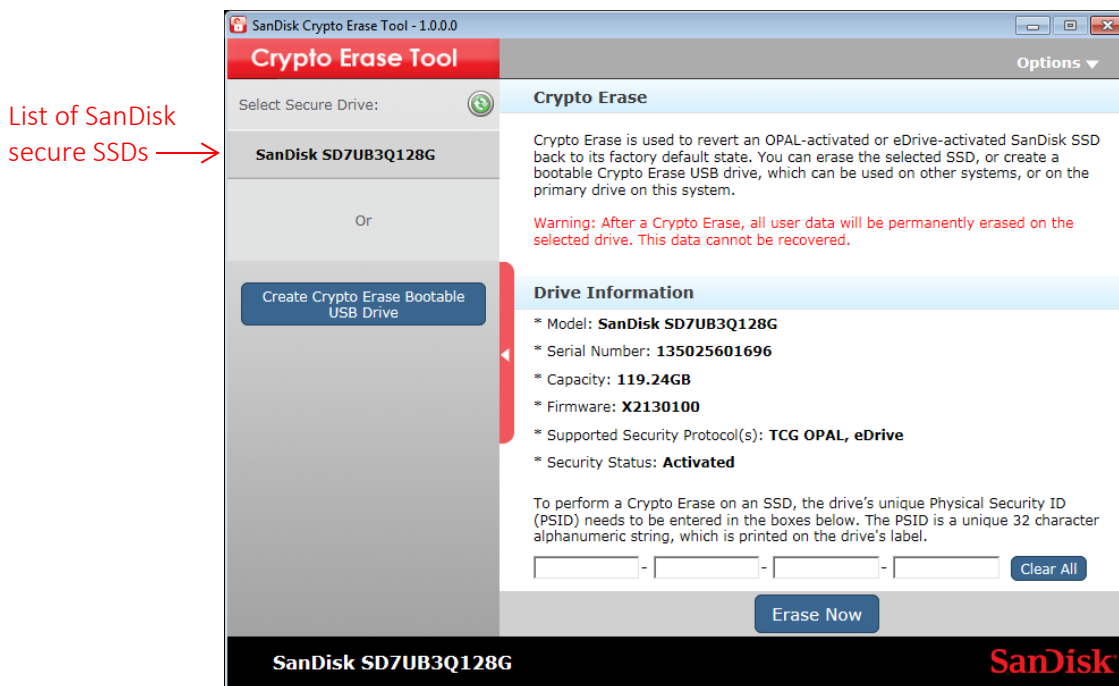 SanDisk Crypto Erase Tool - 1.0.0.0
Crypto Erase Tool
Options
List of SanDisk
secure SSDs
Select Secure Drive:
SanDisk SD7UB3Q128G
Or
Create Crypto Erase Bootable
USB Drive
Crypto Erase
Crypto Erase is used to revert an OPAL-activated or eDrive-activated SanDisk SSD
back to its factory default state. You can erase the selected SSD, or create a
bootable Crypto Erase USB drive, which can be used on other systems, or on the
primary drive on this system.
Warning: After a Crypto Erase, all user data will be permanently erased on the
selected drive. This data cannot be recovered.
Drive Information
* Model: SanDisk SD7UB3Q128G
* Serial Number: 135025601696
* Capacity: 119.24GB
* Firmware: X2130100
* Supported Security Protocol(s): TCG OPAL, eDrive
* Security Status: Activated
To perform a Crypto Erase on an SSD, the drive's unique Physical Security ID
(PSID) needs to be entered in the boxes below. The PSID is a unique 32 character
alphanumeric string, which is printed on the drive's label.
- - -
Clear All
Erase Now
SanDisk SD7UB3Q128G
SanDisk